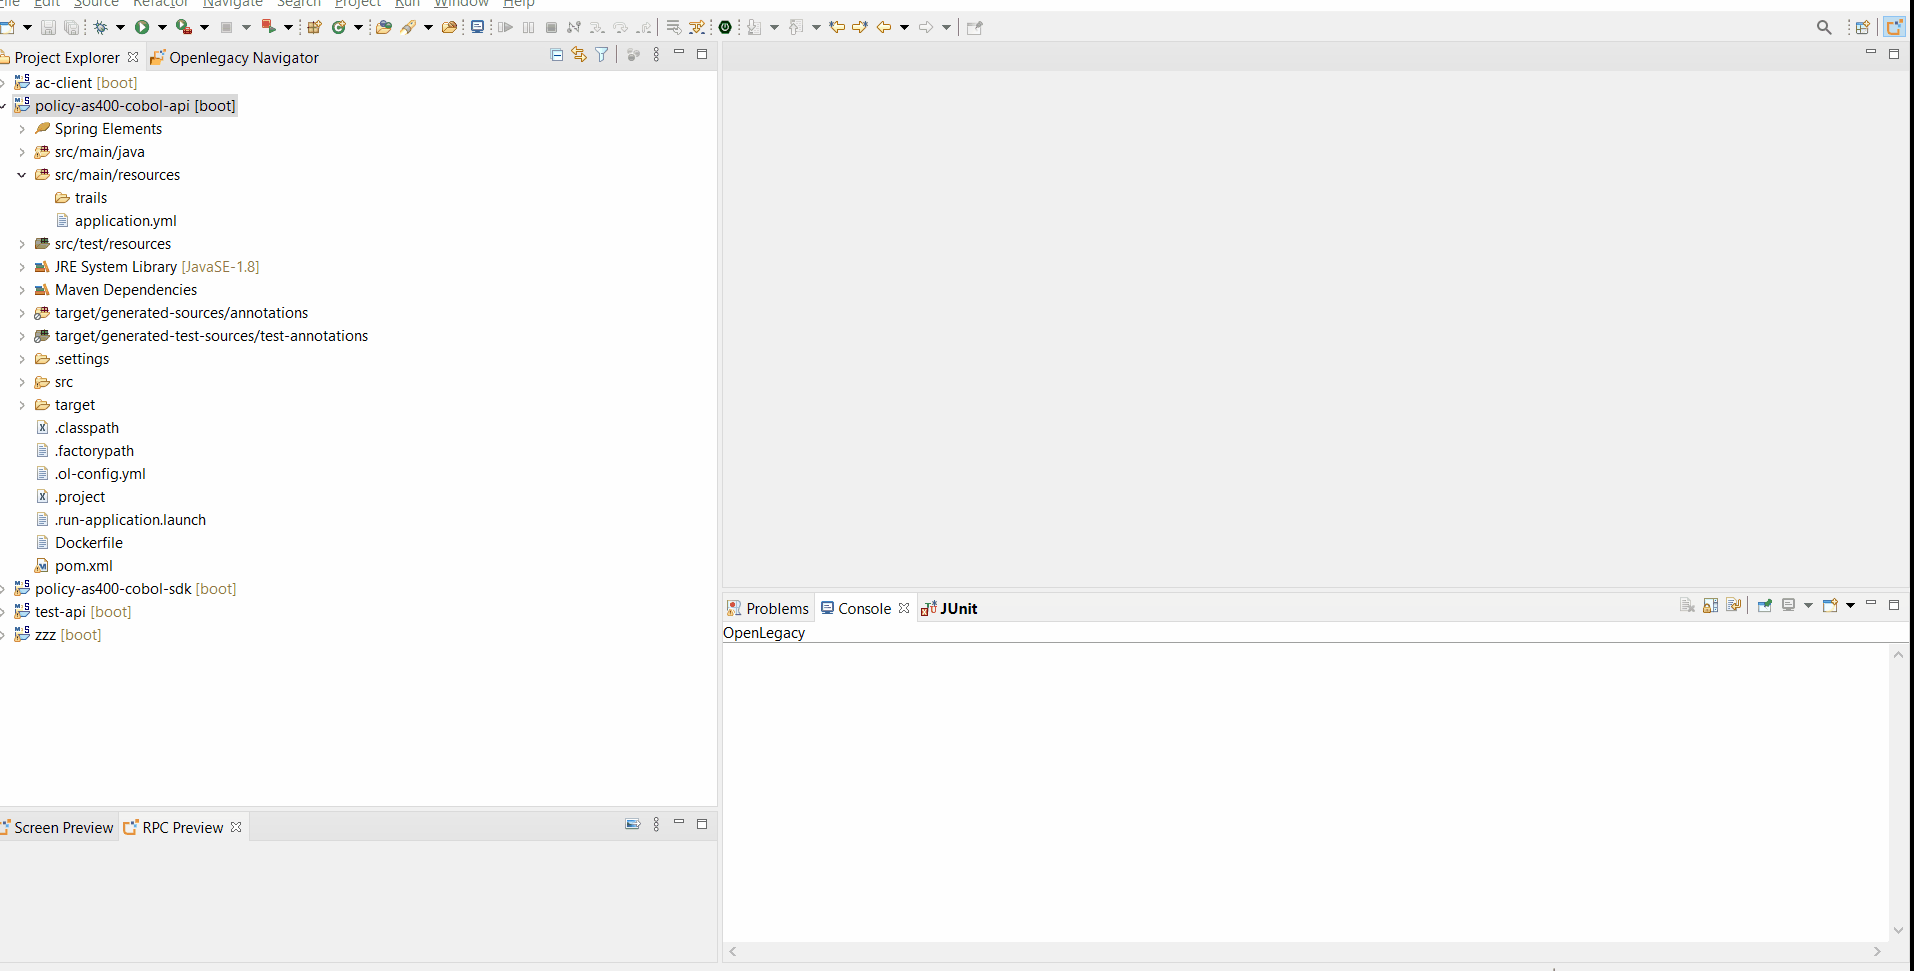 File Edit Source Refactor Navigate Search Project Run Window Help
Project Explorer Openlegacy Navigator
ac-client [boot]
policy-as400-cobol-api [boot]
Spring Elements
src/main/java
src/main/resources
trails
application.yml
src/test/resources
JRE System Library [JavaSE-1.8]
Maven Dependencies
target/generated-sources/annotations
target/generated-test-sources/test-annotations
.settings
src
target
.classpath
.factorypath
.ol-config.yml
.project
.run-application.launch
Dockerfile
pom.xml
policy-as400-cobol-sdk [boot]
test-api [boot]
zzz [boot]
Problems Console JUnit
OpenLegacy
Screen Preview RPC Preview